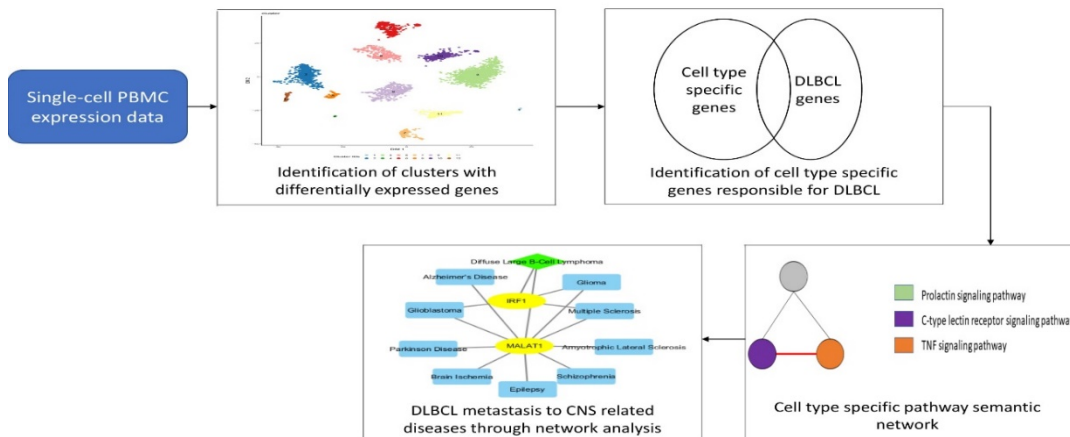 Single-cell PBMC
expression data
Identification of clusters with
differentially expressed genes
Cell type
specific
genes
DLBCL
genes
Identification of cell type specific
genes responsible for DLBCL
Diffuse Large B-Cell Lymphoma
Alzheimer's Disease
Glioma
IRF1
Glioblastoma
Multiple Sclerosis
MALAT1
Parkinson Disease
Amyotrophic Lateral Sclerosis
Brain Ischemia
Schizophrenia
Epilepsy
DLBCL metastasis to CNS related
diseases through network analysis
Prolactin signaling pathway
C-type lectin receptor signaling pathway
TNF signaling pathway
Cell type specific pathway semantic
network